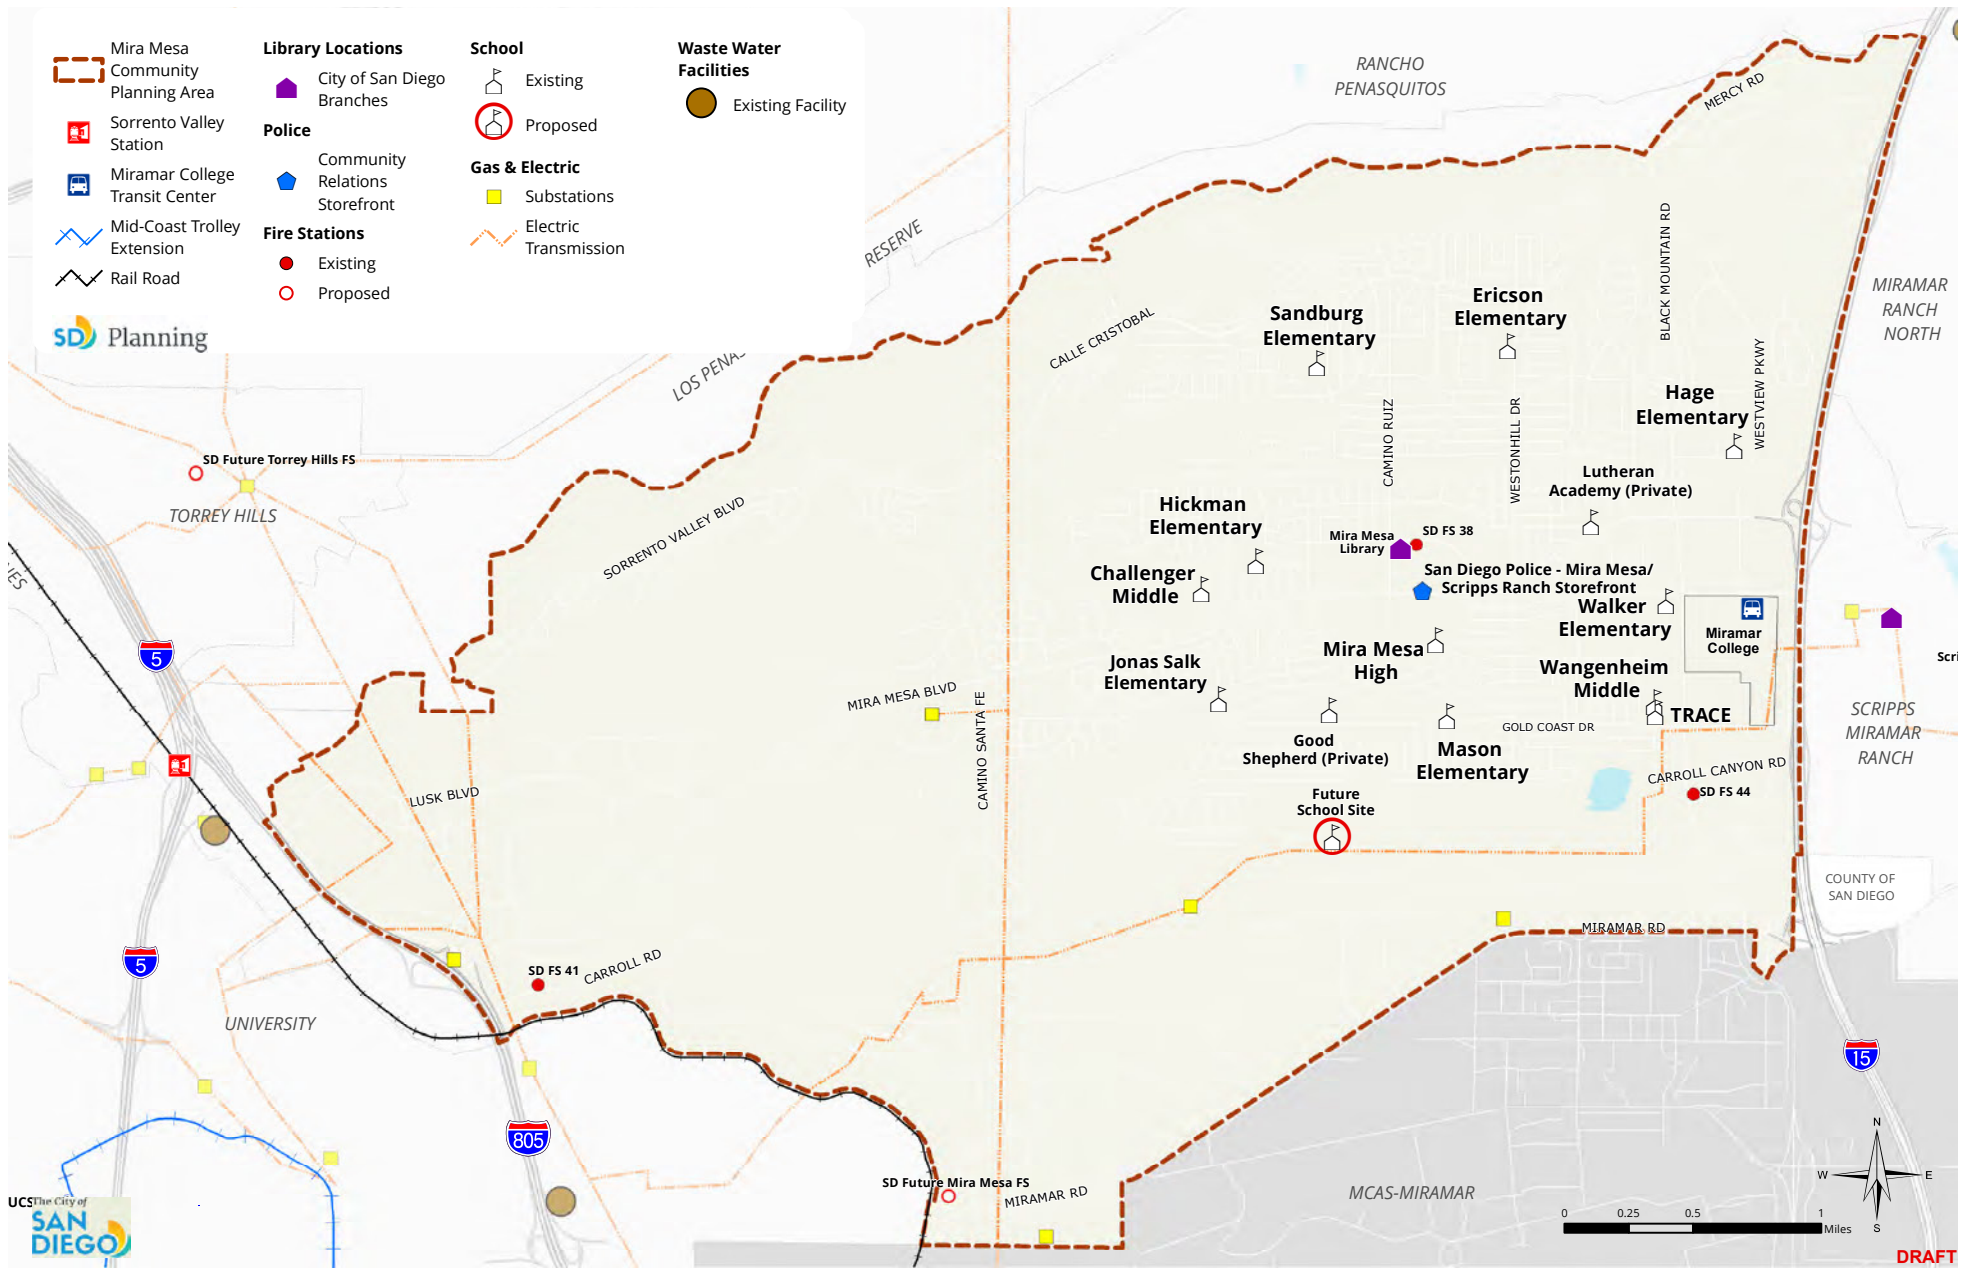 Mira Mesa
Community
Planning Area
Sorrento Valley
Station
Miramar College
Transit Center
Mid-Coast Trolley
Extension
Rail Road
Library Locations
City of San Diego
Branches
Police
Community
Relations
Storefront
Fire Stations
Existing
Proposed
School
Existing
Proposed
Gas & Electric
Substations
Electric
Transmission
Waste Water
Facilities
Existing Facility
SD Planning
RANCHO
PENASQUITOS
MERCY RD
RESERVE
LOS PENAS
CALLE CRISTOBAL
BLACK MOUNTAIN RD
MIRAMAR
RANCH
NORTH
Sandburg
Elementary
Ericson
Elementary
WESTVIEW PKWY
Hage
Elementary
CAMINO RUIZ
WESTONHILL DR
SD Future Torrey Hills FS
TORREY HILLS
Lutheran
Academy (Private)
SORRENTO VALLEY BLVD
Hickman
Elementary
Mira Mesa
Library
SD FS 38
Challenger
Middle
San Diego Police - Mira Mesa/
Scripps Ranch Storefront
Walker
Elementary
Miramar
College
5
Mira Mesa
High
Jonas Salk
Elementary
Wangenheim
Middle
Scri
MIRA MESA BLVD
CAMINO SANTA FE
GOLD COAST DR
TRACE
SCRIPPS
MIRAMAR
RANCH
Good
Shepherd (Private)
Mason
Elementary
CARROLL CANYON RD
LUSK BLVD
Future
School Site
SD FS 44
COUNTY OF
SAN DIEGO
MIRAMAR RD
5
SD FS 41
CARROLL RD
UNIVERSITY
15
805
SD Future Mira Mesa FS
MIRAMAR RD
MCAS-MIRAMAR
N
W
E
S
0
0.25
0.5
1
Miles
UCS
The City of
SAN
DIEGO
DRAFT